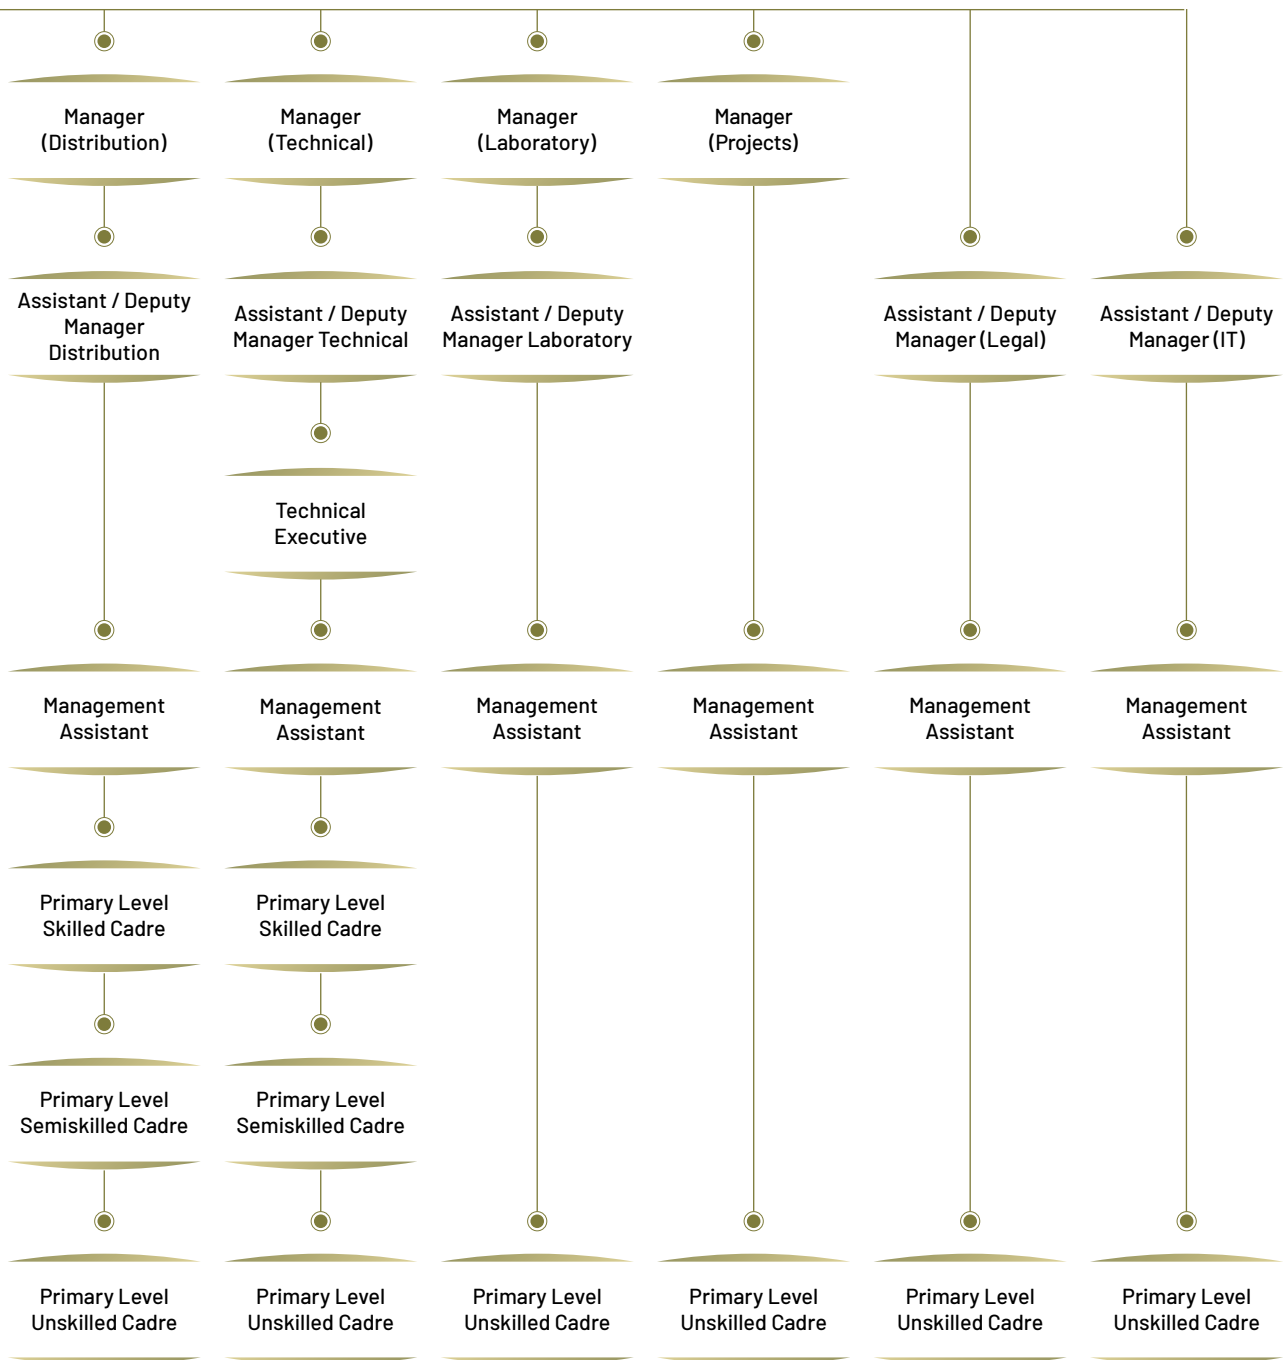 Manager
(Distribution)
Manager
(Technical)
Manager
(Laboratory)
Manager
(Projects)
Assistant / Deputy
Manager
Distribution
Assistant / Deputy
Manager Technical
Assistant / Deputy
Manager Laboratory
Assistant / Deputy
Manager (Legal)
Assistant / Deputy
Manager (IT)
Technical
Executive
Management
Assistant
Management
Assistant
Management
Assistant
Management
Assistant
Management
Assistant
Management
Assistant
Primary Level
Skilled Cadre
Primary Level
Skilled Cadre
Primary Level
Semiskilled Cadre
Primary Level
Semiskilled Cadre
Primary Level
Unskilled Cadre
Primary Level
Unskilled Cadre
Primary Level
Unskilled Cadre
Primary Level
Unskilled Cadre
Primary Level
Unskilled Cadre
Primary Level
Unskilled Cadre